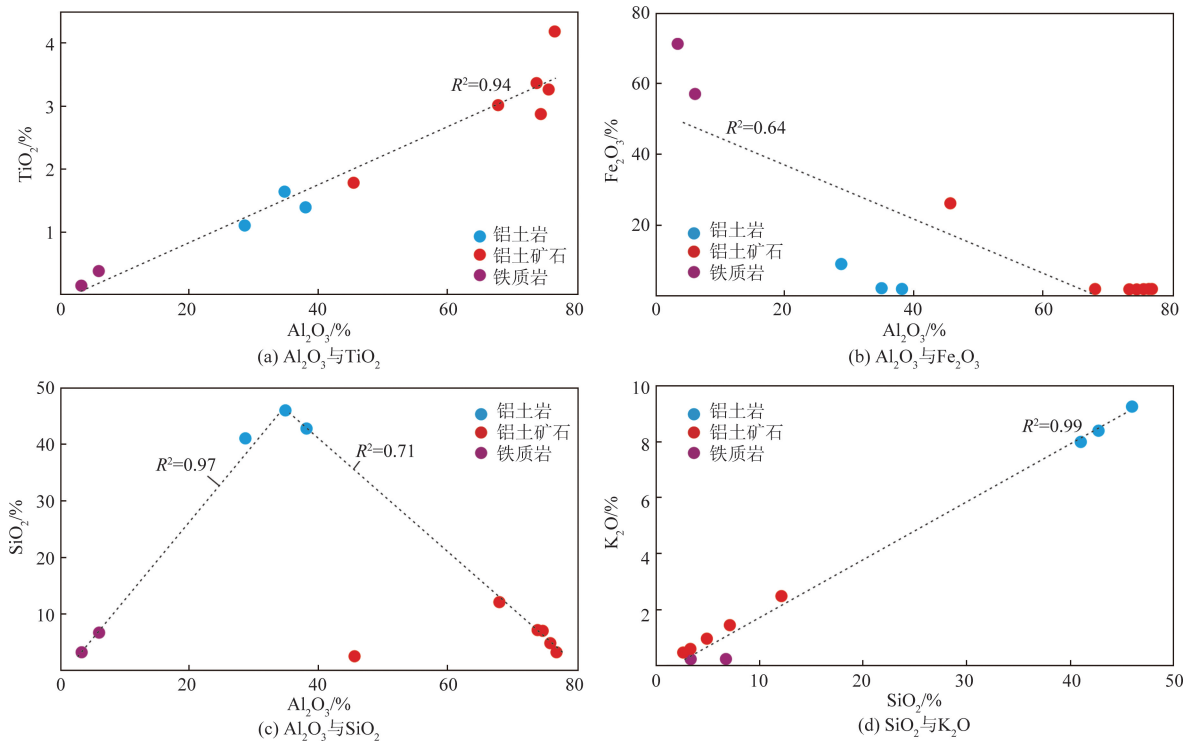 4
3
2
1
TiO₂/%
R²=0.94
铝土岩
铝土矿石
铁质岩
0 20 40 60 80
Al₂O₃/%
(a) Al₂O₃与TiO₂
80
60
40
20
Fe₂O₃/%
R²=0.64
铝土岩
铝土矿石
铁质岩
0 20 40 60 80
Al₂O₃/%
(b) Al₂O₃与Fe₂O₃
50
40
30
20
10
SiO₂/%
R²=0.97
R²=0.71
铝土岩
铝土矿石
铁质岩
0 20 40 60 80
Al₂O₃/%
(c) Al₂O₃与SiO₂
10
8
6
4
2
K₂O/%
铝土岩
铝土矿石
铁质岩
R²=0.99
0 10 20 30 40 50
SiO₂/%
(d) SiO₂与K₂O